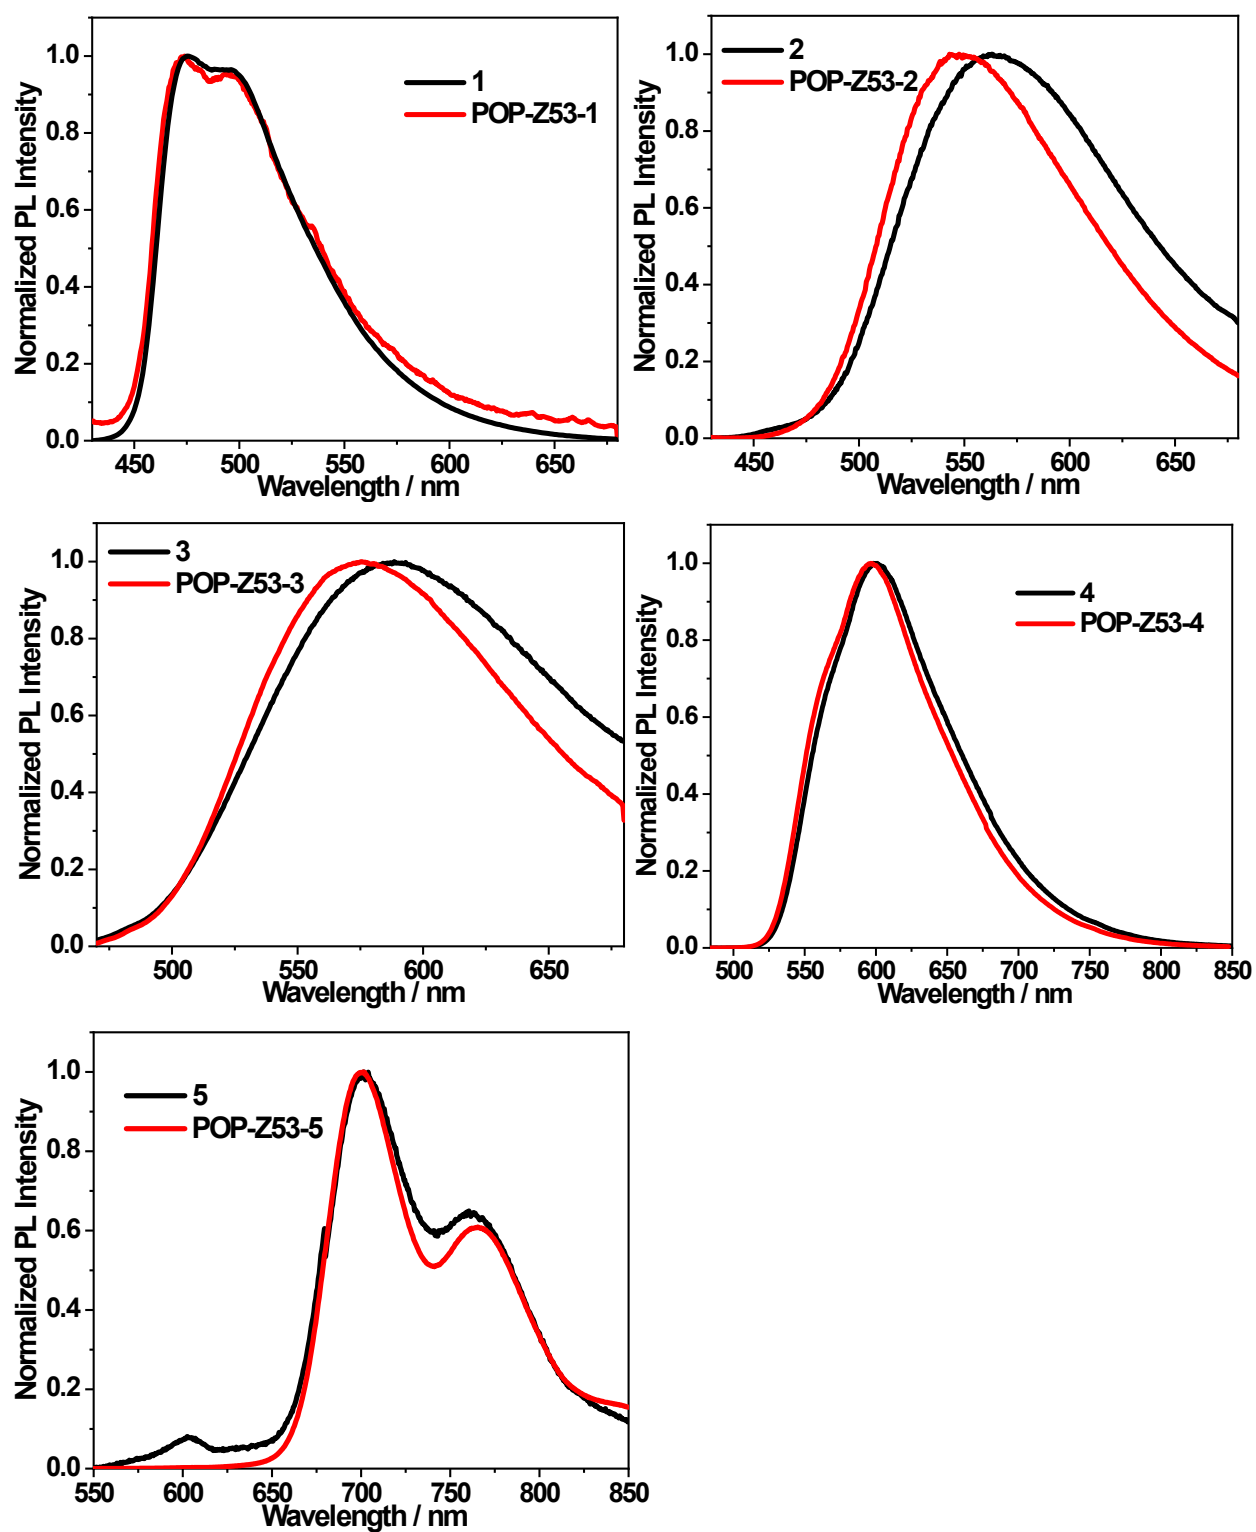 1.0
0.8
0.6
0.4
0.2
0.0
Normalized PL Intensity
1
POP-Z53-1
450 500 550 600 650
Wavelength / nm
1.0
0.8
0.6
0.4
0.2
0.0
Normalized PL Intensity
2
POP-Z53-2
450 500 550 600 650
Wavelength / nm
1.0
0.8
0.6
0.4
0.2
0.0
Normalized PL Intensity
3
POP-Z53-3
500 550 600 650
Wavelength / nm
1.0
0.8
0.6
0.4
0.2
0.0
Normalized PL Intensity
4
POP-Z53-4
500 550 600 650 700 750 800 850
Wavelength / nm
1.0
0.8
0.6
0.4
0.2
0.0
Normalized PL Intensity
5
POP-Z53-5
550 600 650 700 750 800 850
Wavelength / nm